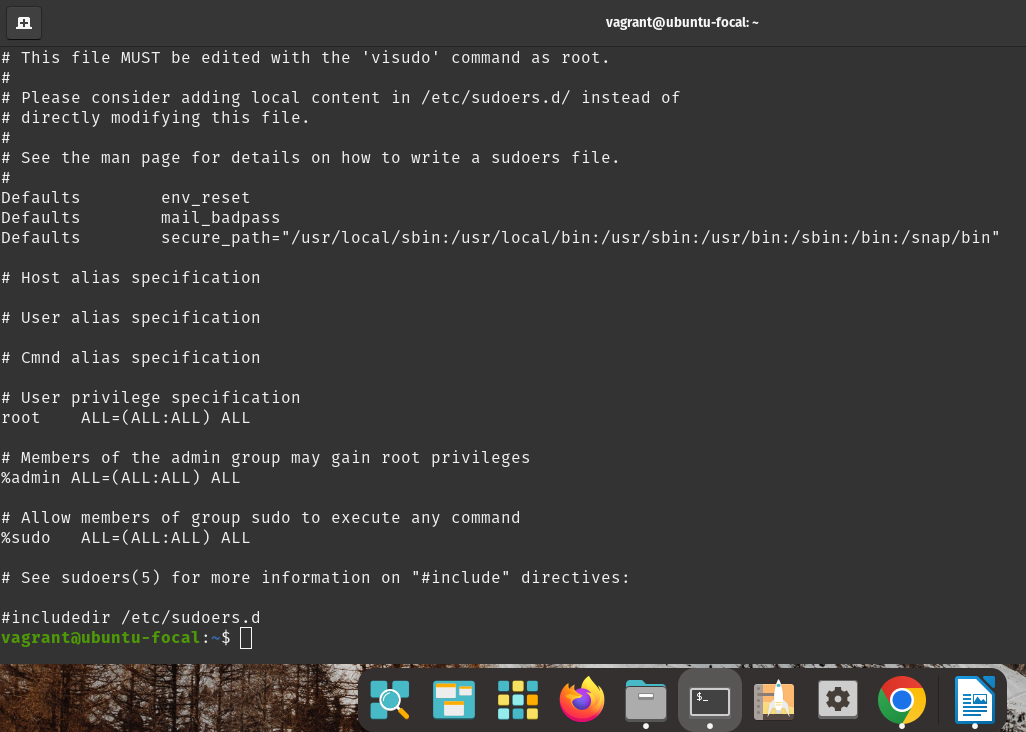 vagrant@ubuntu-focal: ~
# This file MUST be edited with the 'visudo' command as root.
#
# Please consider adding local content in /etc/sudoers.d/ instead of
# directly modifying this file.
#
# See the man page for details on how to write a sudoers file.
#
Defaults        env_reset
Defaults        mail_badpass
Defaults        secure_path="/usr/local/sbin:/usr/local/bin:/usr/sbin:/usr/bin:/sbin:/bin:/snap/bin"
# Host alias specification
# User alias specification
# Cmnd alias specification
# User privilege specification
root    ALL=(ALL:ALL) ALL
# Members of the admin group may gain root privileges
%admin ALL=(ALL:ALL) ALL
# Allow members of group sudo to execute any command
%sudo   ALL=(ALL:ALL) ALL
# See sudoers(5) for more information on "#include" directives:
#includedir /etc/sudoers.d
vagrant@ubuntu-focal:~$
$_